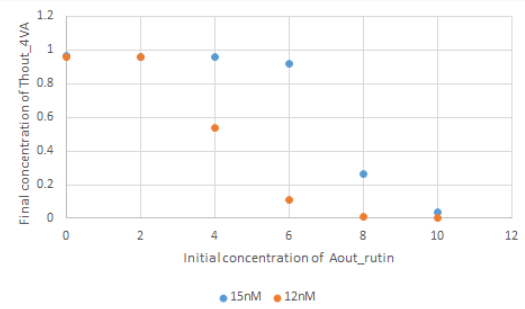 1.2
1
0.8
0.6
0.4
0.2
0
Final concentration of Thout_4VA
0 2 4 6 8 10 12
Initial concentration of Aout_rutin
15nM 12nM